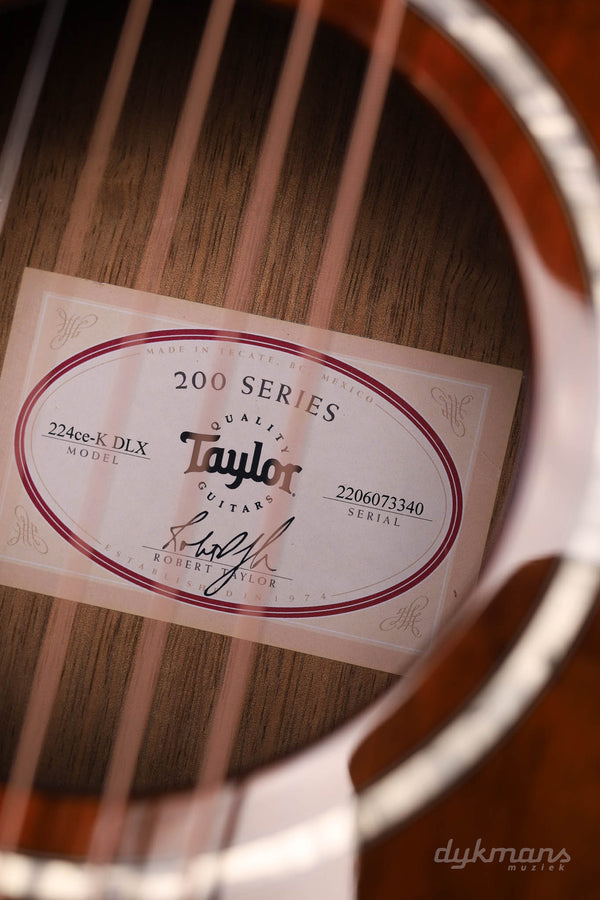 MADE IN TECATE, BC, MEXICO
200 SERIES
QUALITY
Taylor
GUITARS
224ce-K DLX
MODEL
2206073340
SERIAL
ROBERT TAYLOR
ESTABLISHED IN 1974
dykmans
muziek